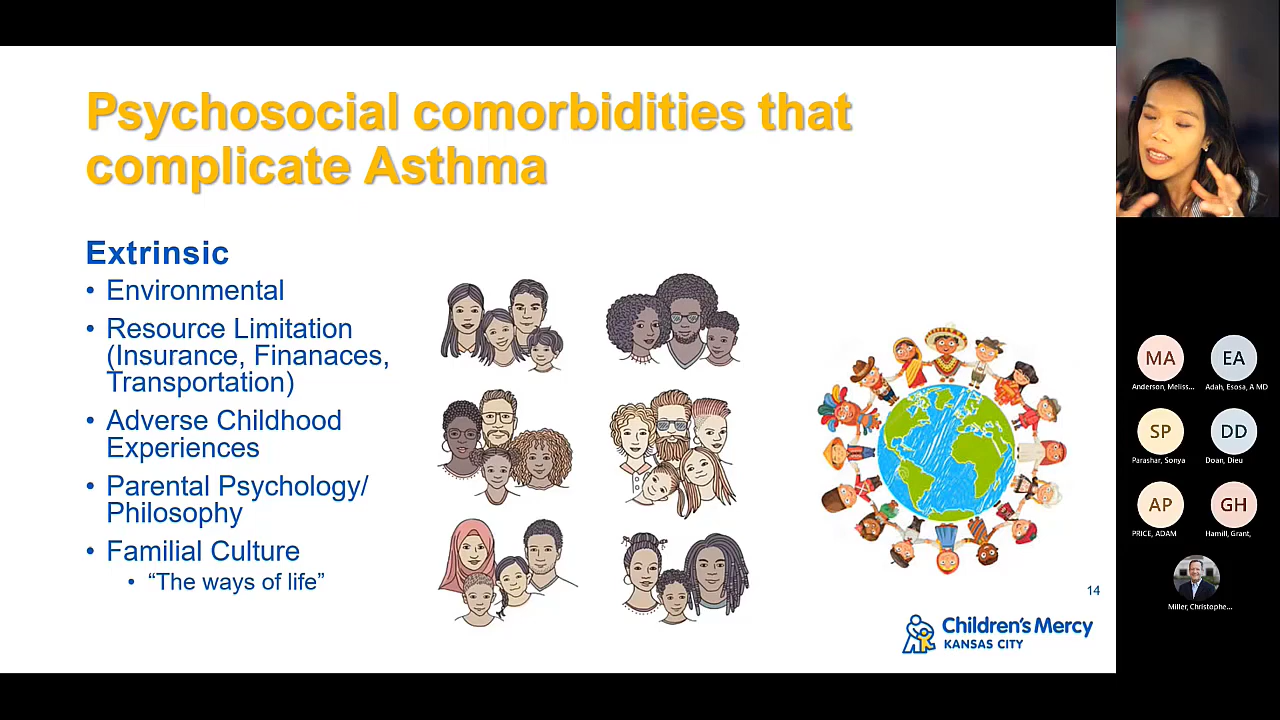 Psychosocial comorbidities that
complicate Asthma
Extrinsic
• Environmental
• Resource Limitation
(Insurance, Finanaces,
Transportation)
• Adverse Childhood
Experiences
• Parental Psychology/
Philosophy
• Familial Culture
• “The ways of life”
14
Children's Mercy
KANSAS CITY
MA
Anderson, Meliss...
EA
Adah, Esosa, A MD
SP
Parashar, Sonya
DD
Doan, Dieu
AP
PRICE, ADAM
GH
Hamill, Grant,
Miller, Christophe...